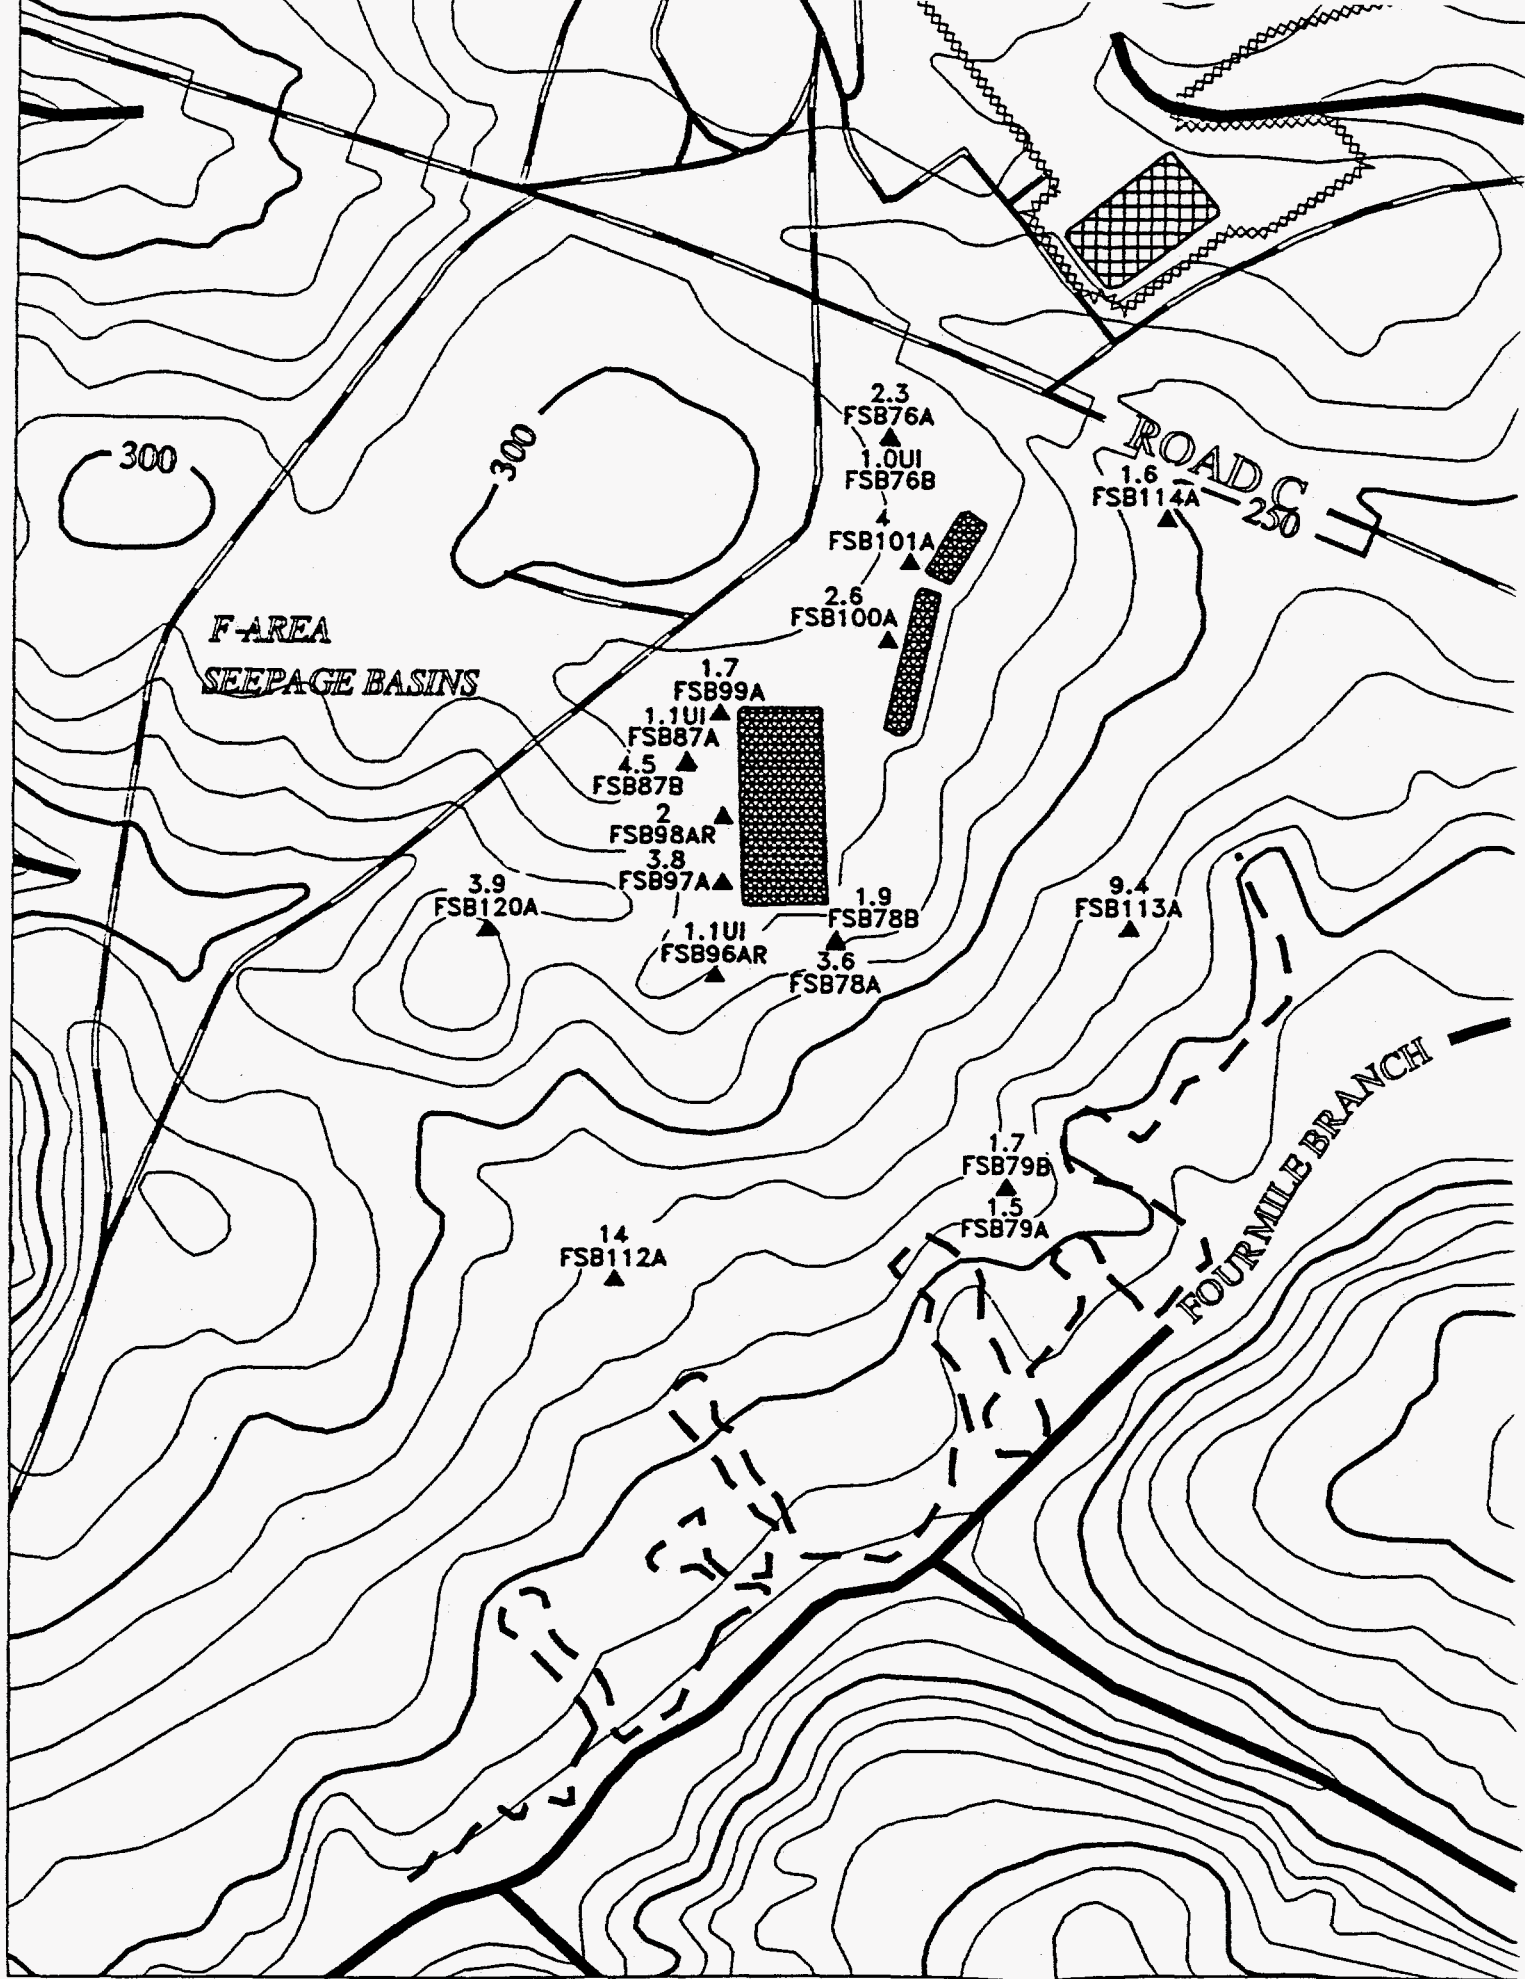 300
300
2.3
FSB76A
1.0UI
FSB76B
ROAD C
1.6
FSB114A
250
4
FSB101A
2.6
FSB100A
F-AREA
SEEPAGE BASINS
1.7
FSB99A
1.1UI
FSB87A
4.5
FSB87B
2
FSB98AR
3.8
FSB97A
3.9
FSB120A
1.9
FSB78B
9.4
FSB113A
1.1UI
FSB96AR
3.6
FSB78A
FOURMILE BRANCH
1.7
FSB79B
1.5
FSB79A
14
FSB112A